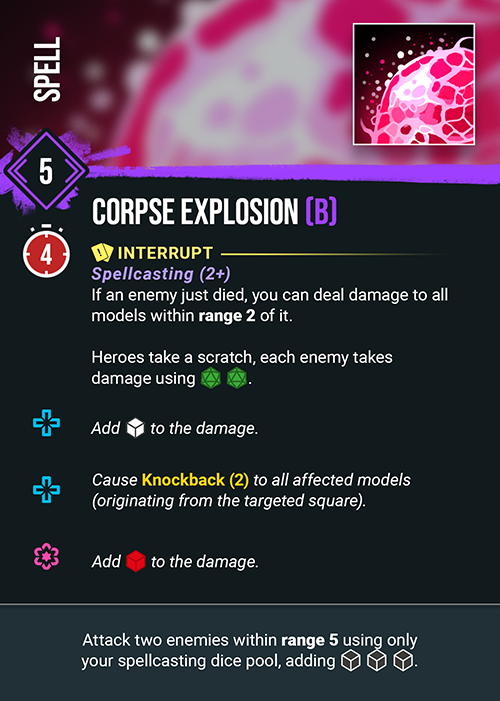 SPELL
5
CORPSE EXPLOSION (B)
4
INTERRUPT
Spellcasting (2+)
If an enemy just died, you can deal damage to all
models within range 2 of it.
Heroes take a scratch, each enemy takes
damage using .
Add to the damage.
Cause Knockback (2) to all affected models
(originating from the targeted square).
Add to the damage.
Attack two enemies within range 5 using only
your spellcasting dice pool, adding .